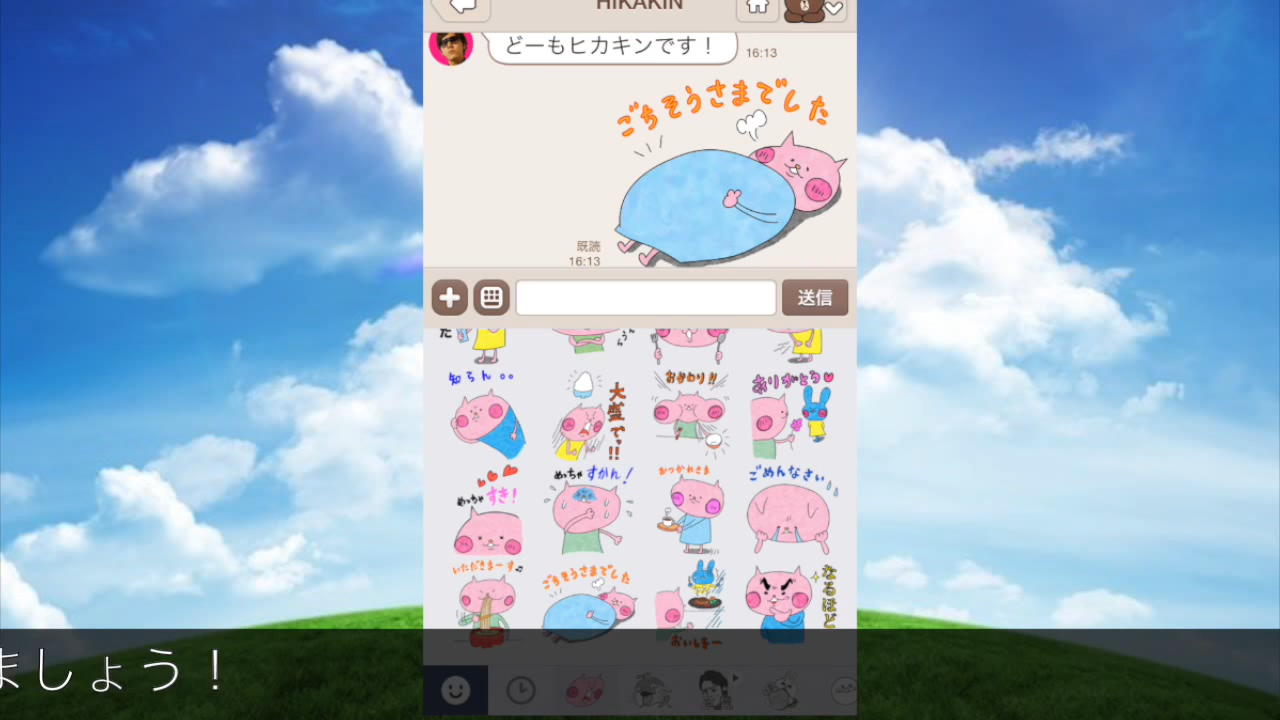 HIKAKIN
どーもヒカキンです！
16:13
ごちそうさまでした
既読
16:13
送信
た
知らん。。
大盛でっ!!
おかわり!!
ありがとう
めっちゃすき！
めっちゃすかん！
おつかれさま
ごめんなさい
いただきまーす♫
ごちそうさまでした
おいしそー
なるほど
ましょう！